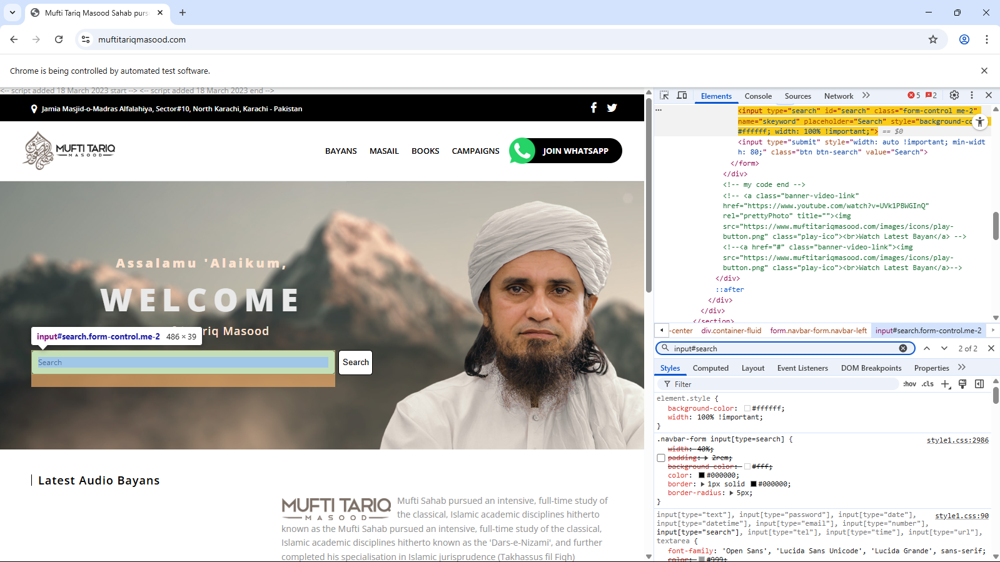 Mufti Tariq Masood Sahab purs
muftitariqmasood.com
Chrome is being controlled by automated test software.
<-- script added 18 March 2023 start --> <-- script added 18 March 2023 end -->
Jamia Masjid-o-Madras Alfalahiya, Sector#10, North Karachi, Karachi - Pakistan
MUFTI TARIQ
MASOOD
BAYANS MASAIL BOOKS CAMPAIGNS JOIN WHATSAPP
Assalamu 'Alaikum,
WELCOME
riq Masood
input#search.form-control.me-2 486 × 39
Search
Search
Latest Audio Bayans
MUFTI TARIQ
MASOOD
Mufti Sahab pursued an intensive, full-time study of
the classical, Islamic academic disciplines hitherto
known as the Mufti Sahab pursued an intensive, full-time study of the classical,
Islamic academic disciplines hitherto known as the 'Dars-e-Nizami', and further
completed his specialisation in Islamic jurisprudence (Takhassus fil Fiqh)
Elements Console Sources Network 5 2
<input type="search" id="search" class="form-control me-2"
name="skeyword" placeholder="Search" style="background-co
#ffffff; width: 100% !important;"> == $0
<input type="submit" style="width: auto !important; min-widt
h: 80;" class="btn btn-search" value="Search">
</form>
</div>
<!-- my code end -->
<!-- <a class="banner-video-link"
href="https://www.youtube.com/watch?v=UVk1PBWGInQ"
rel="prettyPhoto" title=""><img
src="https://www.muftitariqmasood.com/images/icons/play-
button.png" class="play-ico"><br>Watch Latest Bayan</a> -->
<!--<a href="#" class="banner-video-link"><img
src="https://www.muftitariqmasood.com/images/icons/play-
button.png" class="play-ico"><br>Watch Latest Bayan</a>-->
</div>
::after
</div>
</div>
</section>
-center div.container-fluid form.navbar-form.navbar-left input#search.form-control.me-2
input#search 2 of 2
Styles Computed Layout Event Listeners DOM Breakpoints Properties
Filter :hov .cls
element.style {
background-color: #ffffff;
width: 100% !important;
}
.navbar-form input[type=search] { style1.css:2986
width: 40%;
padding: 2rem;
background-color: #fff;
color: #000000;
border: 1px solid #000000;
border-radius: 5px;
}
input[type="text"], input[type="password"], input[type="date"], style1.css:90
input[type="datetime"], input[type="email"], input[type="number"],
input[type="search"], input[type="tel"], input[type="time"], input[type="url"],
textarea {
font-family: 'Open Sans', 'Lucida Sans Unicode', 'Lucida Grande', sans-serif;
color: #999;